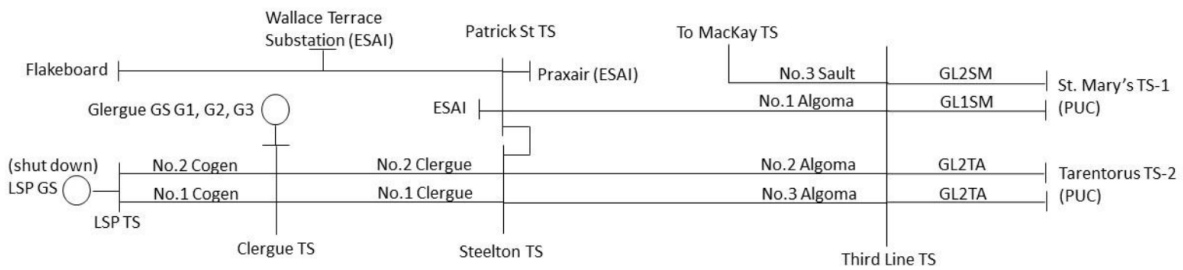 Wallace Terrace
Substation (ESAI)
Patrick St TS
To MacKay TS
Flakeboard
Praxair (ESAI)
No.3 Sault
GL2SM
St. Mary's TS-1
(PUC)
Glergue GS G1, G2, G3
ESAI
No.1 Algoma
GL1SM
(shut down)
LSP GS
No.2 Cogen
No.2 Clergue
No.2 Algoma
GL2TA
Tarentorus TS-2
(PUC)
No.1 Cogen
No.1 Clergue
No.3 Algoma
GL2TA
LSP TS
Clergue TS
Steelton TS
Third Line TS